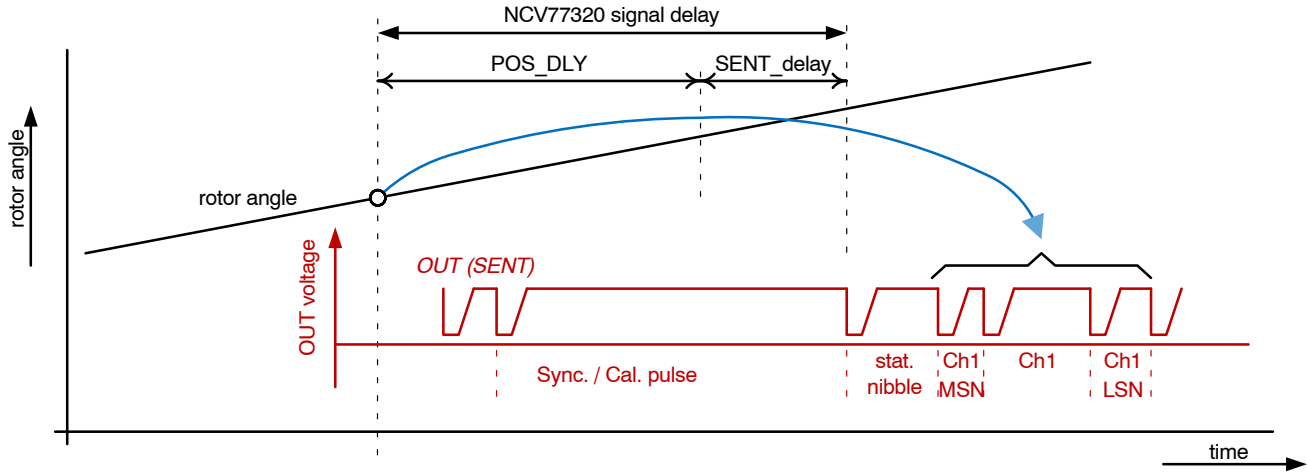 NCV77320 signal delay
POS_DLY
SENT_delay
rotor angle
rotor angle
OUT voltage
OUT (SENT)
Sync. / Cal. pulse
stat.
nibble
Ch1
MSN
Ch1
Ch1
LSN
time